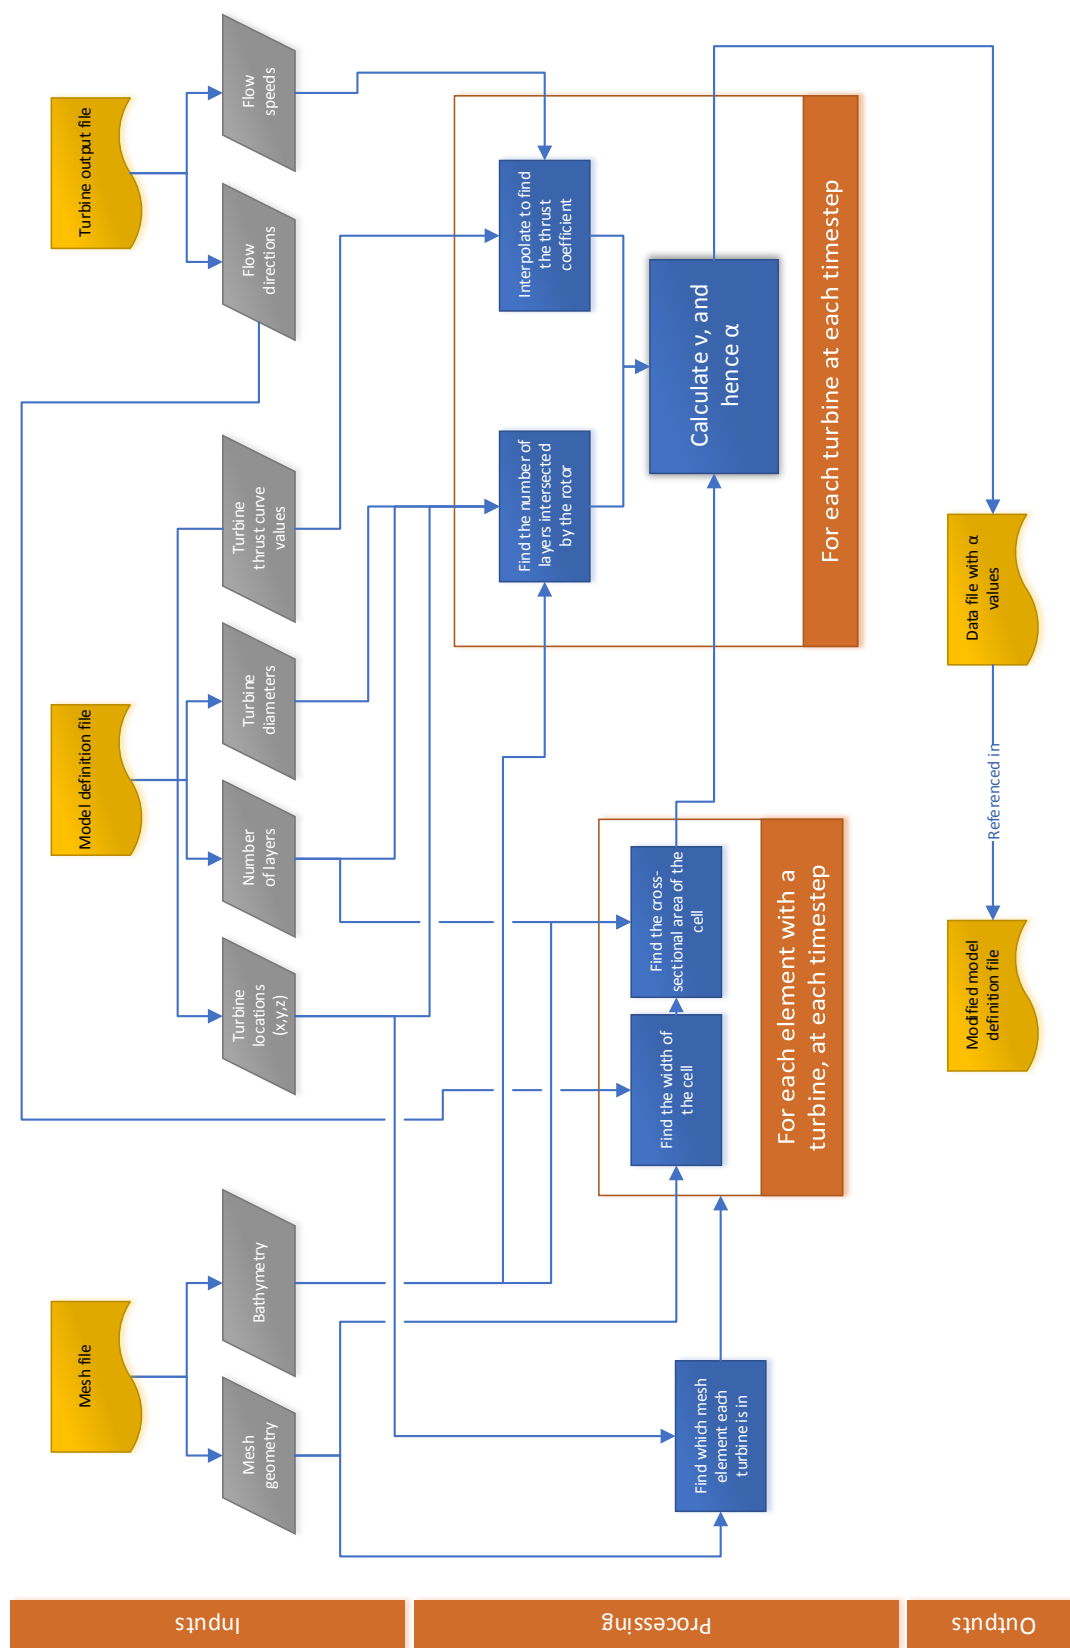 Inputs
Mesh file
Model definition file
Turbine output file
Mesh
geometry
Bathymetry
Turbine
locations
(x,y,z)
Number
of layers
Turbine
diameters
Turbine
thrust curve
values
Flow
directions
Flow
speeds
Processing
Find which mesh
element each
turbine is in
Find the width of
the cell
Find the cross-
sectional area of the
cell
For each element with a
turbine, at each timestep
Find the number of
layers intersected
by the rotor
Interpolate to find
the thrust
coefficient
Calculate ν, and
hence α
For each turbine at each timestep
Outputs
Modified model
definition file
Referenced in
Data file with α
values